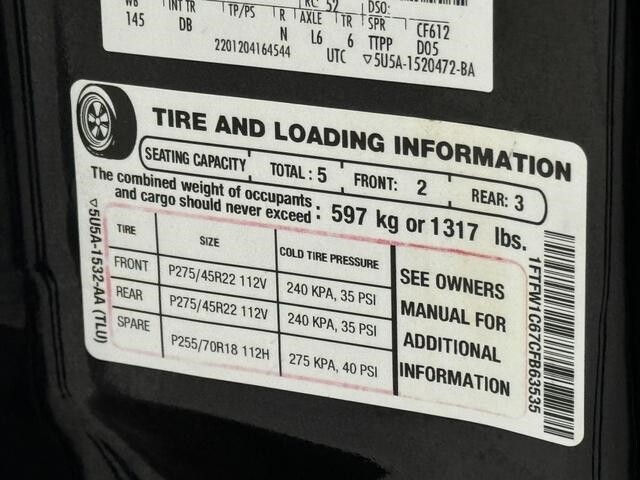 WB INT TR TP/PS R AXLE TR SPR
RC 52 DSO:
145 DB N L6 6 TTPP CF612
D05
2201204164544 UTC ▽5U5A-1520472-BA
TIRE AND LOADING INFORMATION
SEATING CAPACITY TOTAL : 5 FRONT: 2 REAR: 3
The combined weight of occupants
and cargo should never exceed : 597 kg or 1317 lbs.
TIRE SIZE COLD TIRE PRESSURE
FRONT P275/45R22 112V 240 KPA, 35 PSI
REAR P275/45R22 112V 240 KPA, 35 PSI
SPARE P255/70R18 112H 275 KPA, 40 PSI
SEE OWNERS
MANUAL FOR
ADDITIONAL
INFORMATION
▽5U5A-1532-AA (TLU)
1FTFW1C67CFB63535